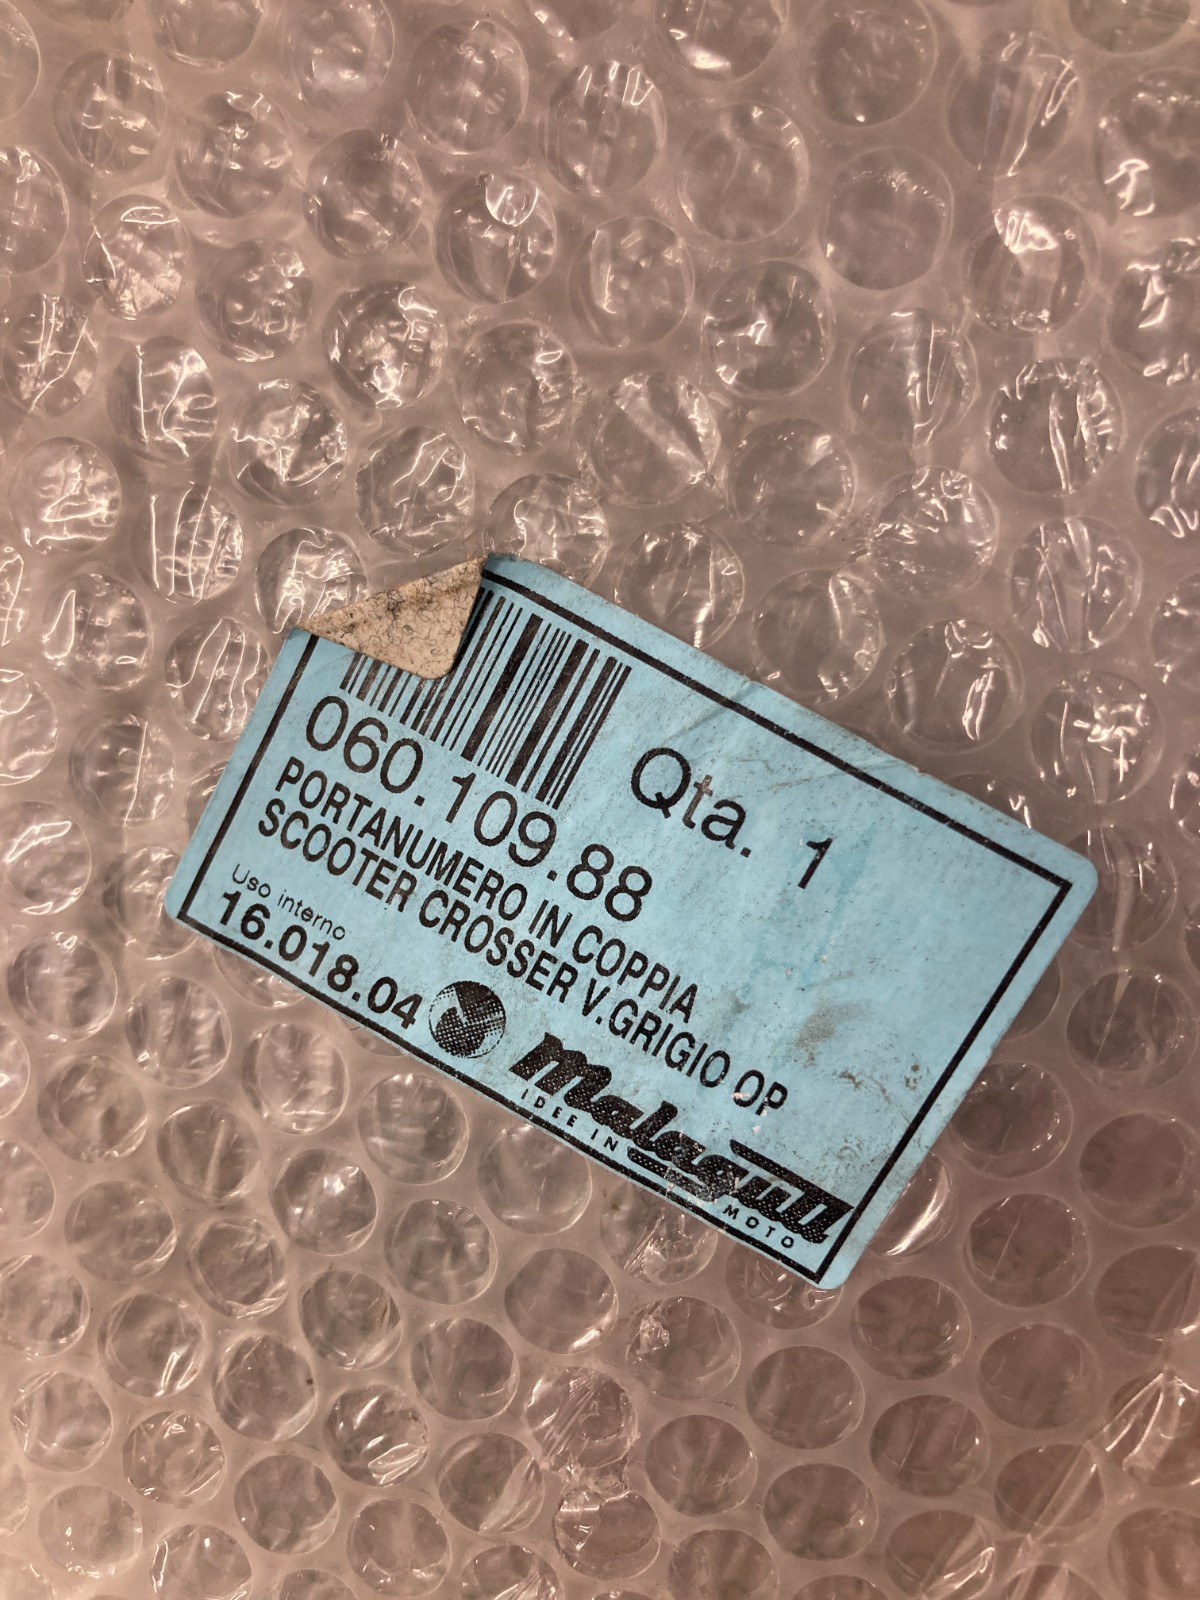 060.109.88 Qta. 1
PORTANUMERO IN COPPIA
SCOOTER CROSSER V.GRIGIO OP
Uso interno
16.018.04
malaguti
IDEE IN MOTO